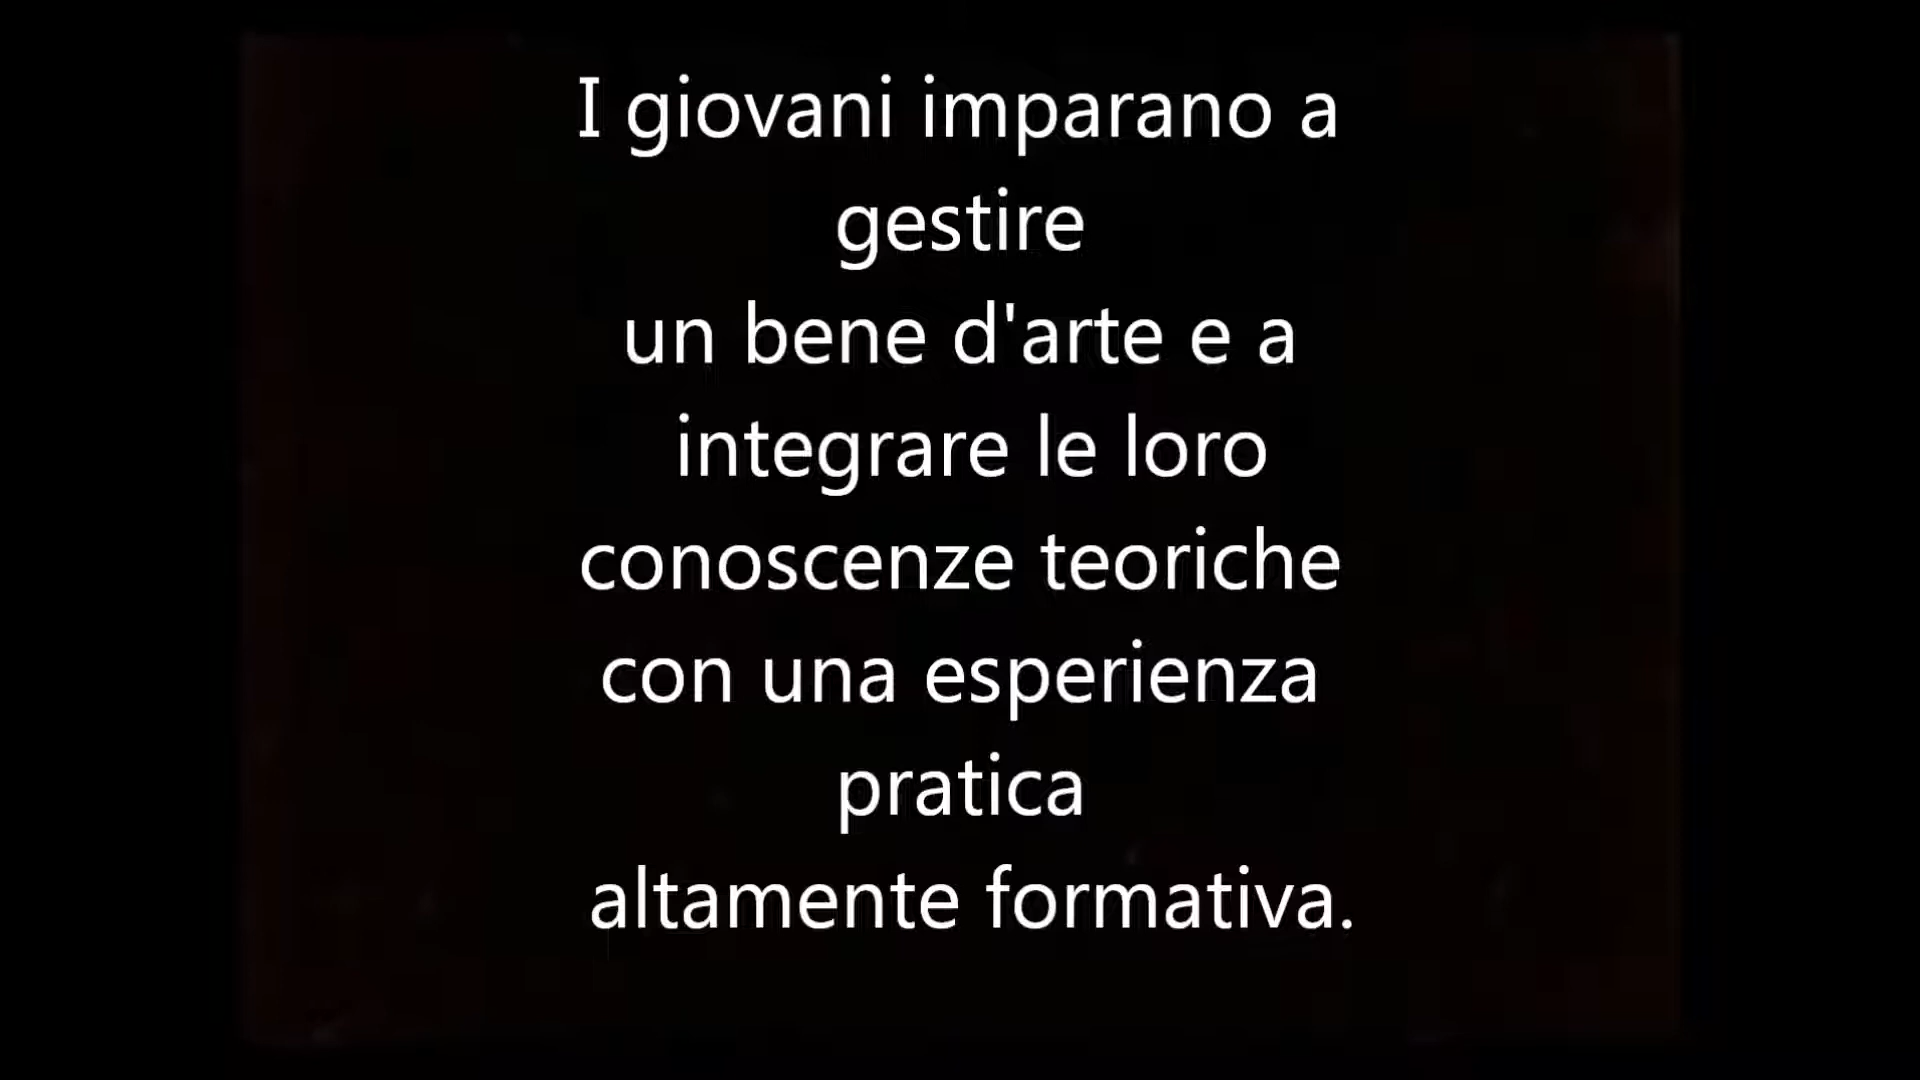 I giovani imparano a
gestire
un bene d'arte e a
integrare le loro
conoscenze teoriche
con una esperienza
pratica
altamente formativa.